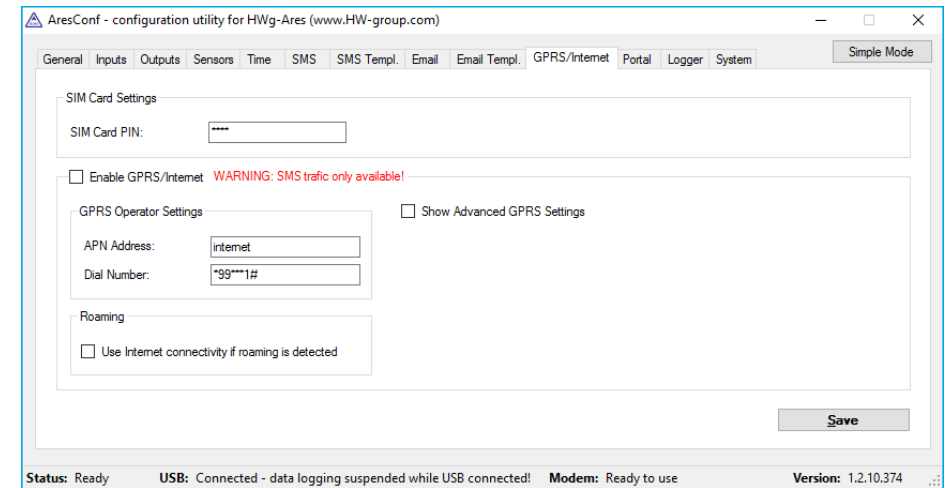 AresConf - configuration utility for HWg-Ares (www.HW-group.com)
General Inputs Outputs Sensors Time SMS SMS Templ. Email Email Templ. GPRS/Internet Portal Logger System Simple Mode
SIM Card Settings
SIM Card PIN: ****
Enable GPRS/Internet WARNING: SMS trafic only available!
GPRS Operator Settings Show Advanced GPRS Settings
APN Address: internet
Dial Number: *99***1#
Roaming
Use Internet connectivity if roaming is detected
Save
Status: Ready USB: Connected - data logging suspended while USB connected! Modem: Ready to use Version: 1.2.10.374